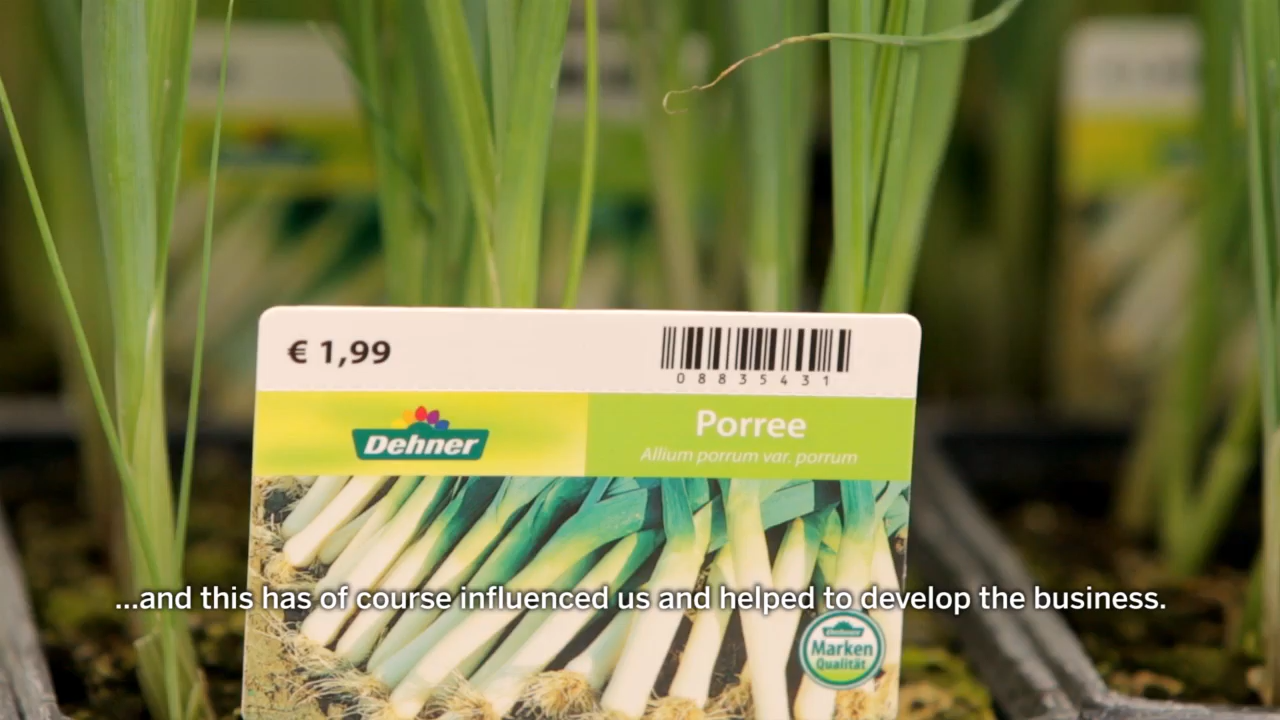 € 1,99
08835431
Dehner
Porree
Allium porrum var. porrum
...and this has of course influenced us and helped to develop the business.
Dehner
Marken
Qualität